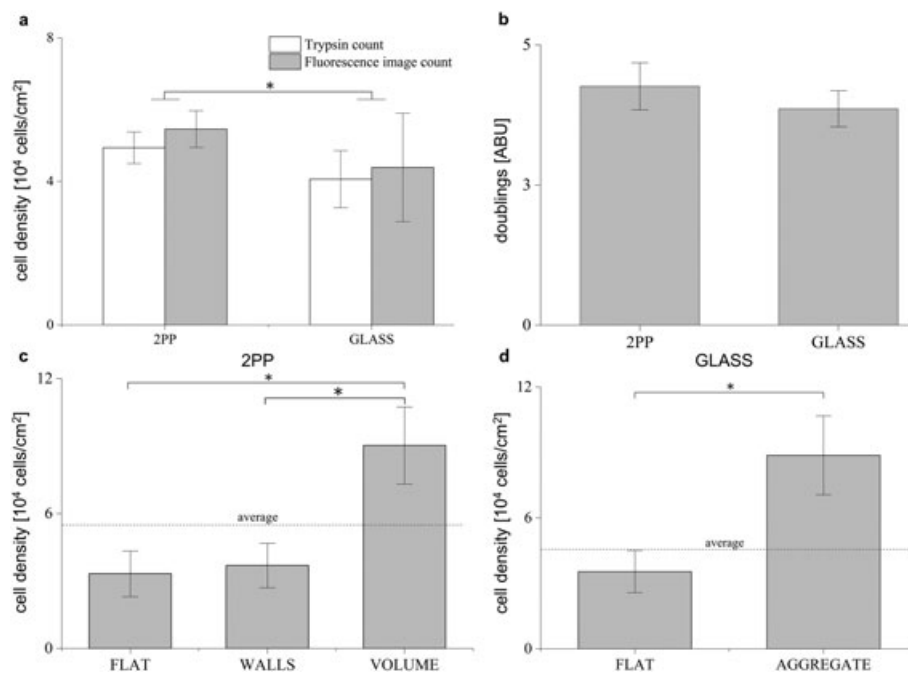 a
8
Trypsin count
Fluorescence image count
*
4
0
cell density [10⁴ cells/cm²]
2PP GLASS
b
5
3
0
doublings [ABU]
2PP GLASS
c 2PP
12
* 
*
6
average
0
cell density [10⁴ cells/cm²]
FLAT WALLS VOLUME
d GLASS
12
*
6
average
0
cell density [10⁴ cells/cm²]
FLAT AGGREGATE